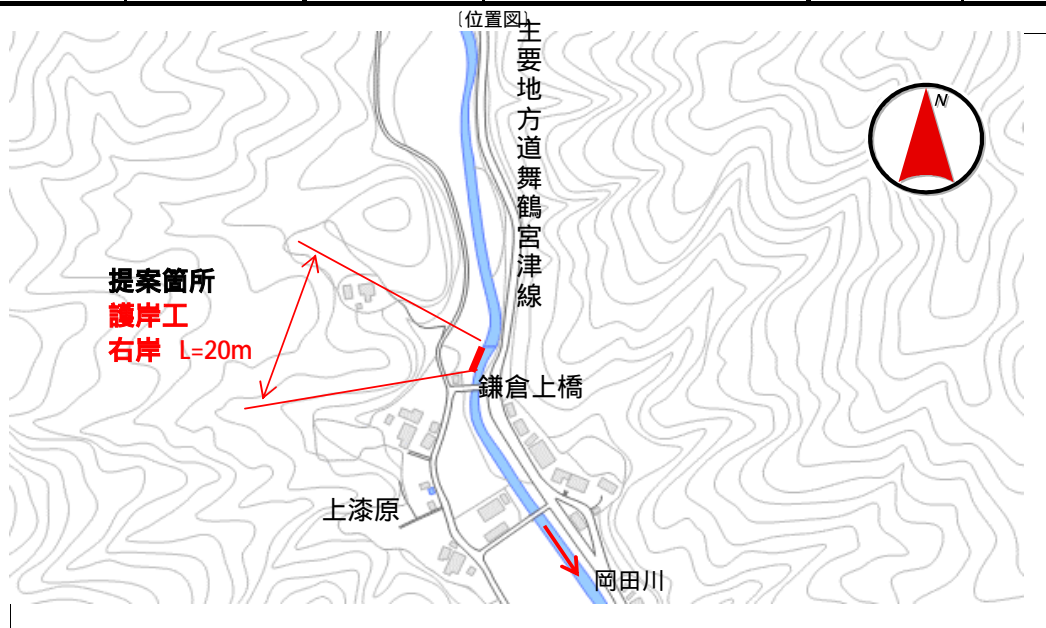 〔位置図〕
主要地方道舞鶴宮津線
N
提案箇所
護岸工
右岸 L=20m
鎌倉上橋
上漆原
岡田川